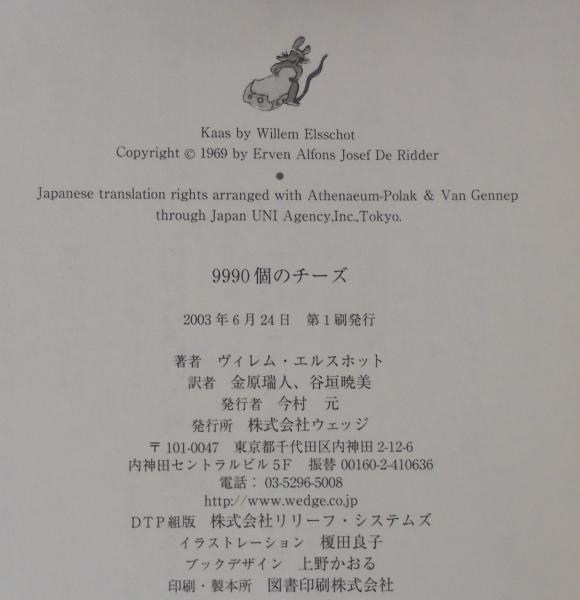 Kaas by Willem Elsschot
Copyright © 1969 by Erven Alfons Josef De Ridder
Japanese translation rights arranged with Athenaeum-Polak & Van Gennep
through Japan UNI Agency,Inc.,Tokyo.
9990個のチーズ
2003年6月24日　第1刷発行
著者　ヴィレム・エルスホット
訳者　金原瑞人、谷垣暁美
発行者　今村　元
発行所　株式会社ウェッジ
〒101-0047　東京都千代田区内神田2-12-6
内神田セントラルビル5F　振替 00160-2-410636
電話：03-5296-5008
http://www.wedge.co.jp
DTP組版　株式会社リリーフ・システムズ
イラストレーション　榎田良子
ブックデザイン　上野かおる
印刷・製本所　図書印刷株式会社